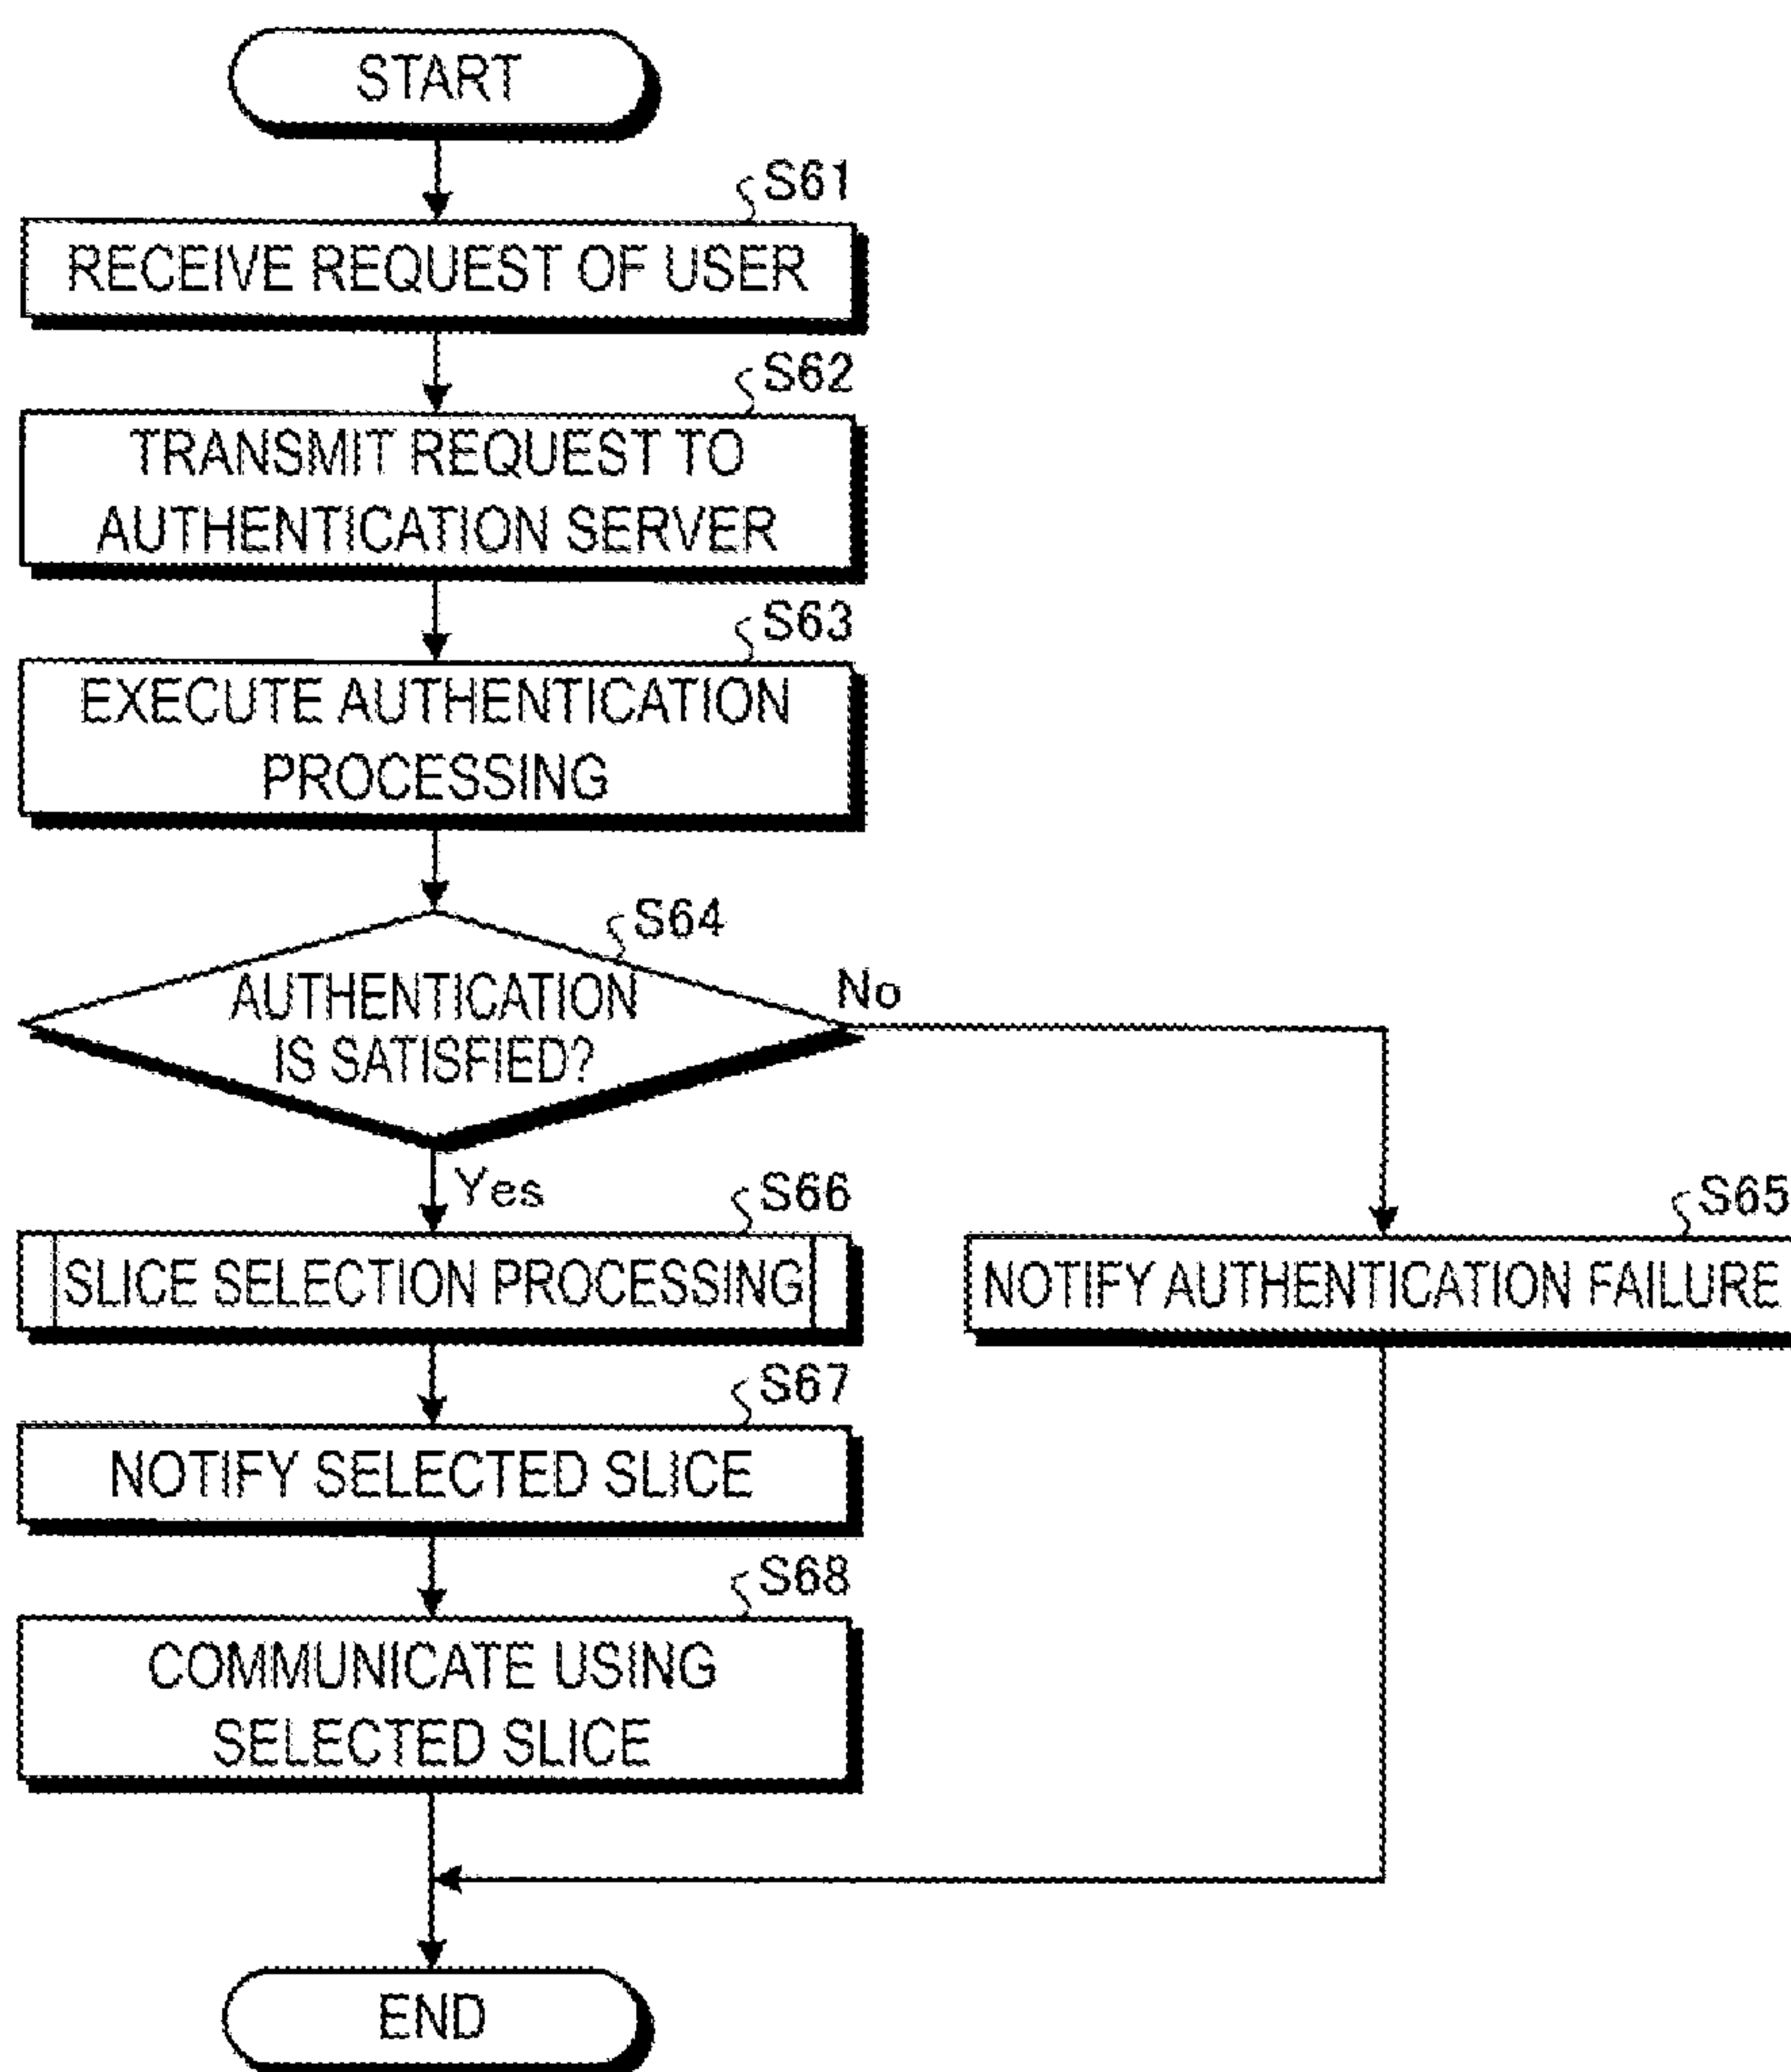 START
S61
RECEIVE REQUEST OF USER
S62
TRANSMIT REQUEST TO
AUTHENTICATION SERVER
S63
EXECUTE AUTHENTICATION
PROCESSING
S64
AUTHENTICATION
IS SATISFIED?
No
Yes
S66
SLICE SELECTION PROCESSING
S65
NOTIFY AUTHENTICATION FAILURE
S67
NOTIFY SELECTED SLICE
S68
COMMUNICATE USING
SELECTED SLICE
END